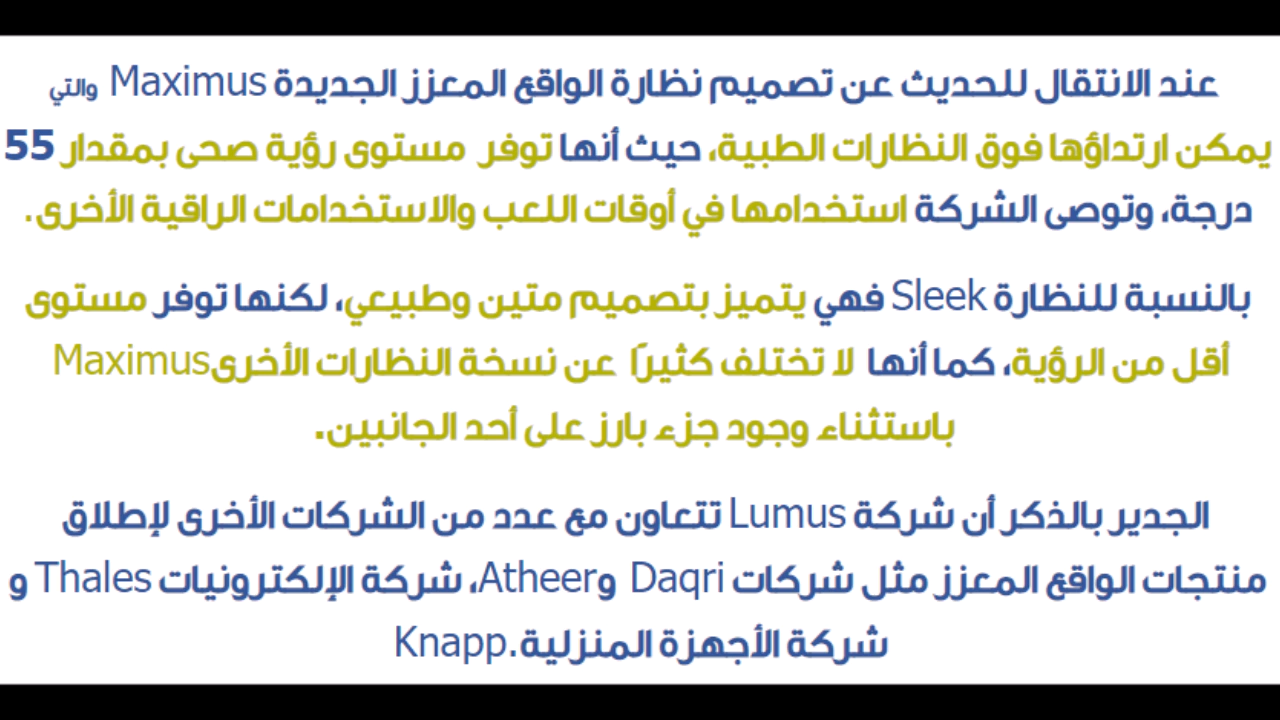 عند الانتقال للحديث عن تصميم نظارة الواقع المعزز الجديدة Maximus والتي
يمكن ارتداؤها فوق النظارات الطبية، حيث أنها توفر مستوى رؤية صحى بمقدار 55
درجة، وتوصى الشركة استخدامها في أوقات اللعب والاستخدامات الراقية الأخرى.
بالنسبة للنظارة Sleek فهي يتميز بتصميم متين وطبيعي، لكنها توفر مستوى
أقل من الرؤية، كما أنها لا تختلف كثيرًا عن نسخة النظارات الأخرىMaximus
باستثناء وجود جزء بارز على أحد الجانبين.
الجدير بالذكر أن شركة Lumus تتعاون مع عدد من الشركات الأخرى لإطلاق
منتجات الواقع المعزز مثل شركات Daqri وAtheer، شركة الإلكترونيات Thales و
شركة الأجهزة المنزلية.Knapp